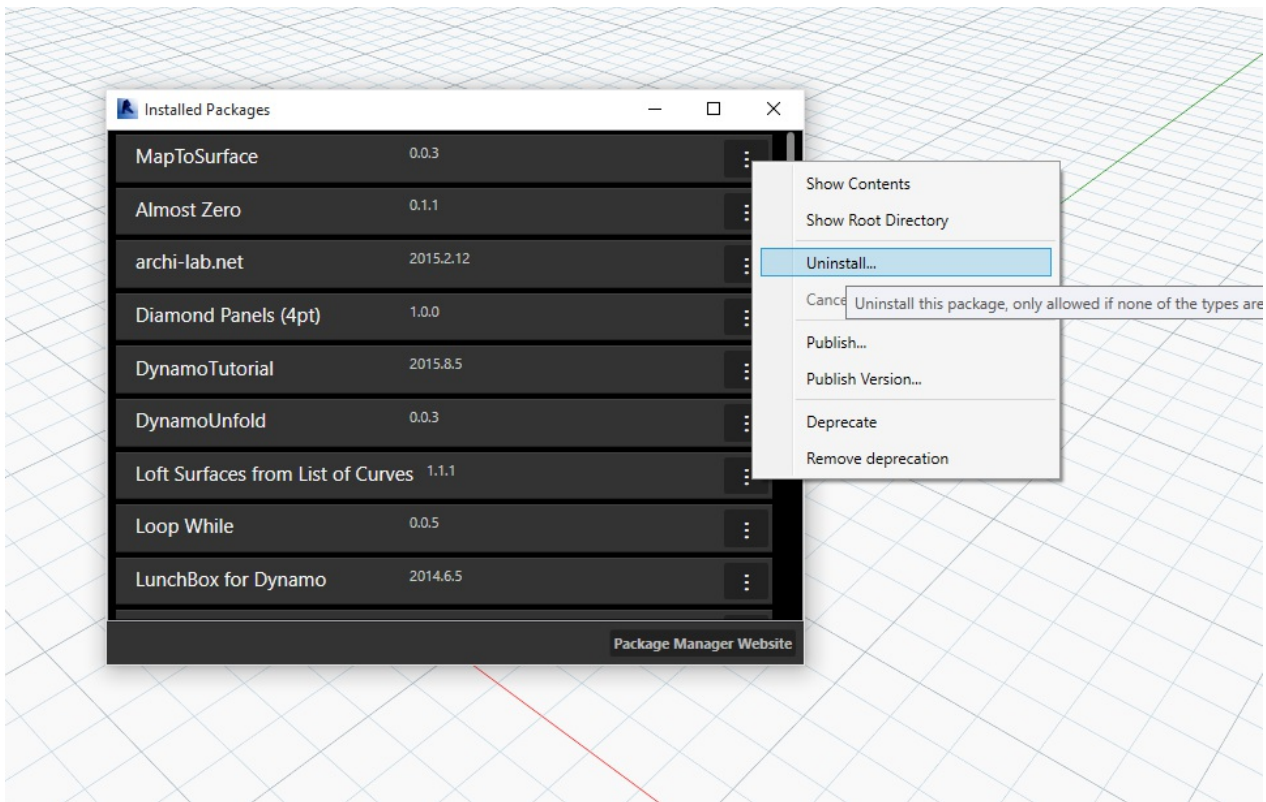 Installed Packages
MapToSurface 0.0.3
Almost Zero 0.1.1
archi-lab.net 2015.2.12
Diamond Panels (4pt) 1.0.0
DynamoTutorial 2015.8.5
DynamoUnfold 0.0.3
Loft Surfaces from List of Curves 1.1.1
Loop While 0.0.5
LunchBox for Dynamo 2014.6.5
Package Manager Website
Show Contents
Show Root Directory
Uninstall...
Cance
Uninstall this package, only allowed if none of the types are
Publish...
Publish Version...
Deprecate
Remove deprecation